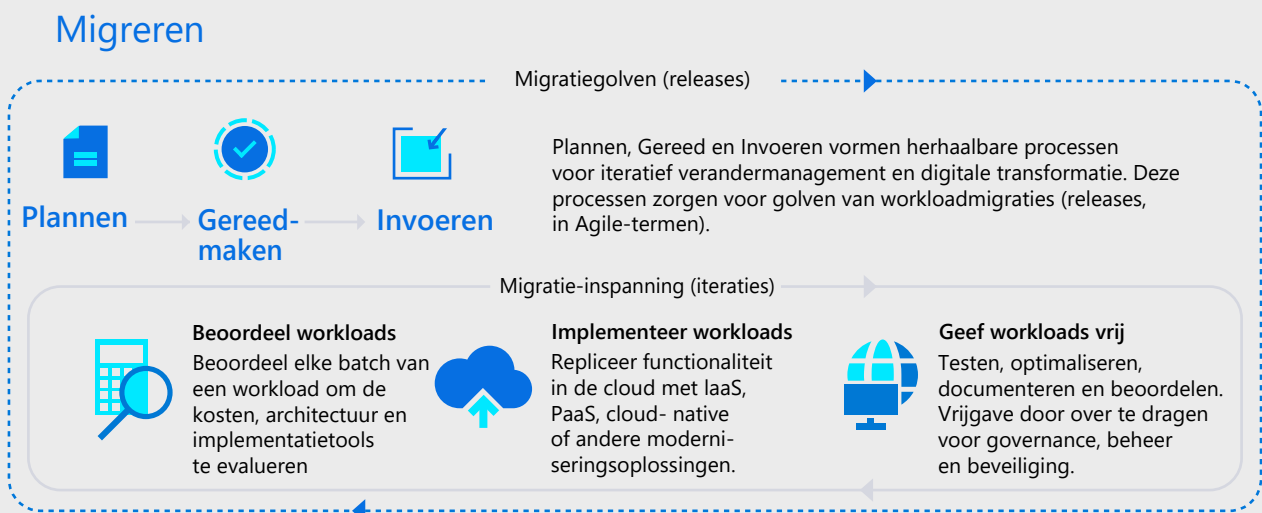 Migreren
Migratiegolven (releases)
Plannen
Gereed-
maken
Invoeren
Plannen, Gereed en Invoeren vormen herhaalbare processen
voor iteratief verandermanagement en digitale transformatie. Deze
processen zorgen voor golven van workloadmigraties (releases,
in Agile-termen).
Migratie-inspanning (iteraties)
Beoordeel workloads
Beoordeel elke batch van
een workload om de
kosten, architectuur en
implementatietools
te evalueren
Implementeer workloads
Repliceer functionaliteit
in de cloud met IaaS,
PaaS, cloud- native
of andere moderni-
seringsoplossingen.
Geef workloads vrij
Testen, optimaliseren,
documenteren en beoordelen.
Vrijgave door over te dragen
voor governance, beheer
en beveiliging.